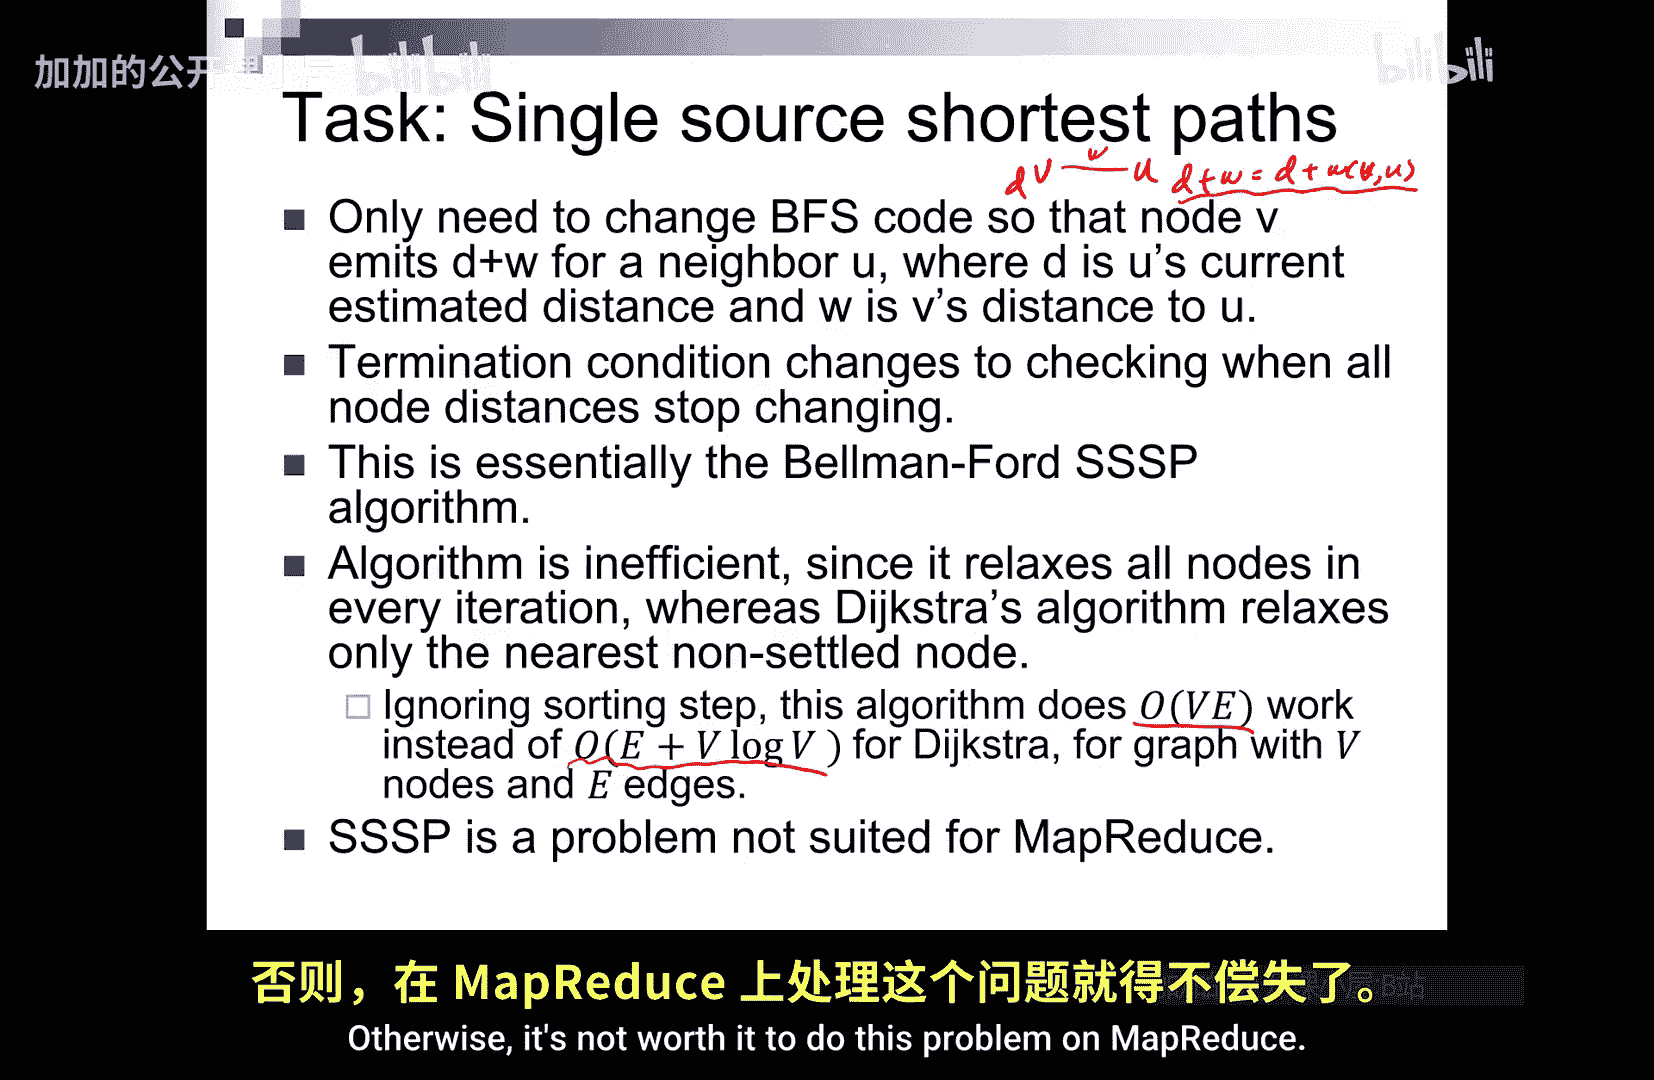 加加的公开
bilibili
bilibili
Task: Single source shortest paths
d v w u d+w = d + w(v,u)
Only need to change BFS code so that node v
emits d+w for a neighbor u, where d is u's current
estimated distance and w is v's distance to u.
Termination condition changes to checking when all
node distances stop changing.
This is essentially the Bellman-Ford SSSP
algorithm.
Algorithm is inefficient, since it relaxes all nodes in
every iteration, whereas Dijkstra's algorithm relaxes
only the nearest non-settled node.
Ignoring sorting step, this algorithm does O(VE) work
instead of O(E + V log V ) for Dijkstra, for graph with V
nodes and E edges.
SSSP is a problem not suited for MapReduce.
否则，在 MapReduce 上处理这个问题就得不偿失了。
B站
Otherwise, it's not worth it to do this problem on MapReduce.